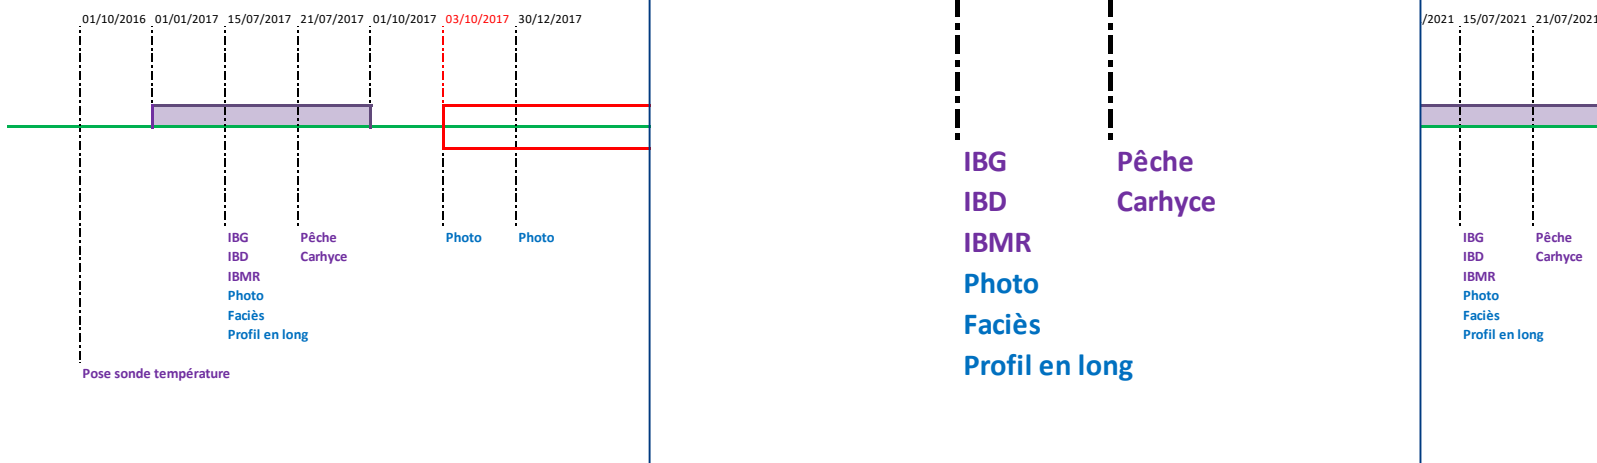 01/10/2016 01/01/2017 15/07/2017 21/07/2017 01/10/2017 03/10/2017 30/12/2017
IBG Pêche Photo Photo
IBD Carhyce
IBMR
Photo
Faciès
Profil en long
Pose sonde température
IBG Pêche
IBD Carhyce
IBMR
Photo
Faciès
Profil en long
/2021 15/07/2021 21/07/2021
IBG Pêche
IBD Carhyce
IBMR
Photo
Faciès
Profil en long